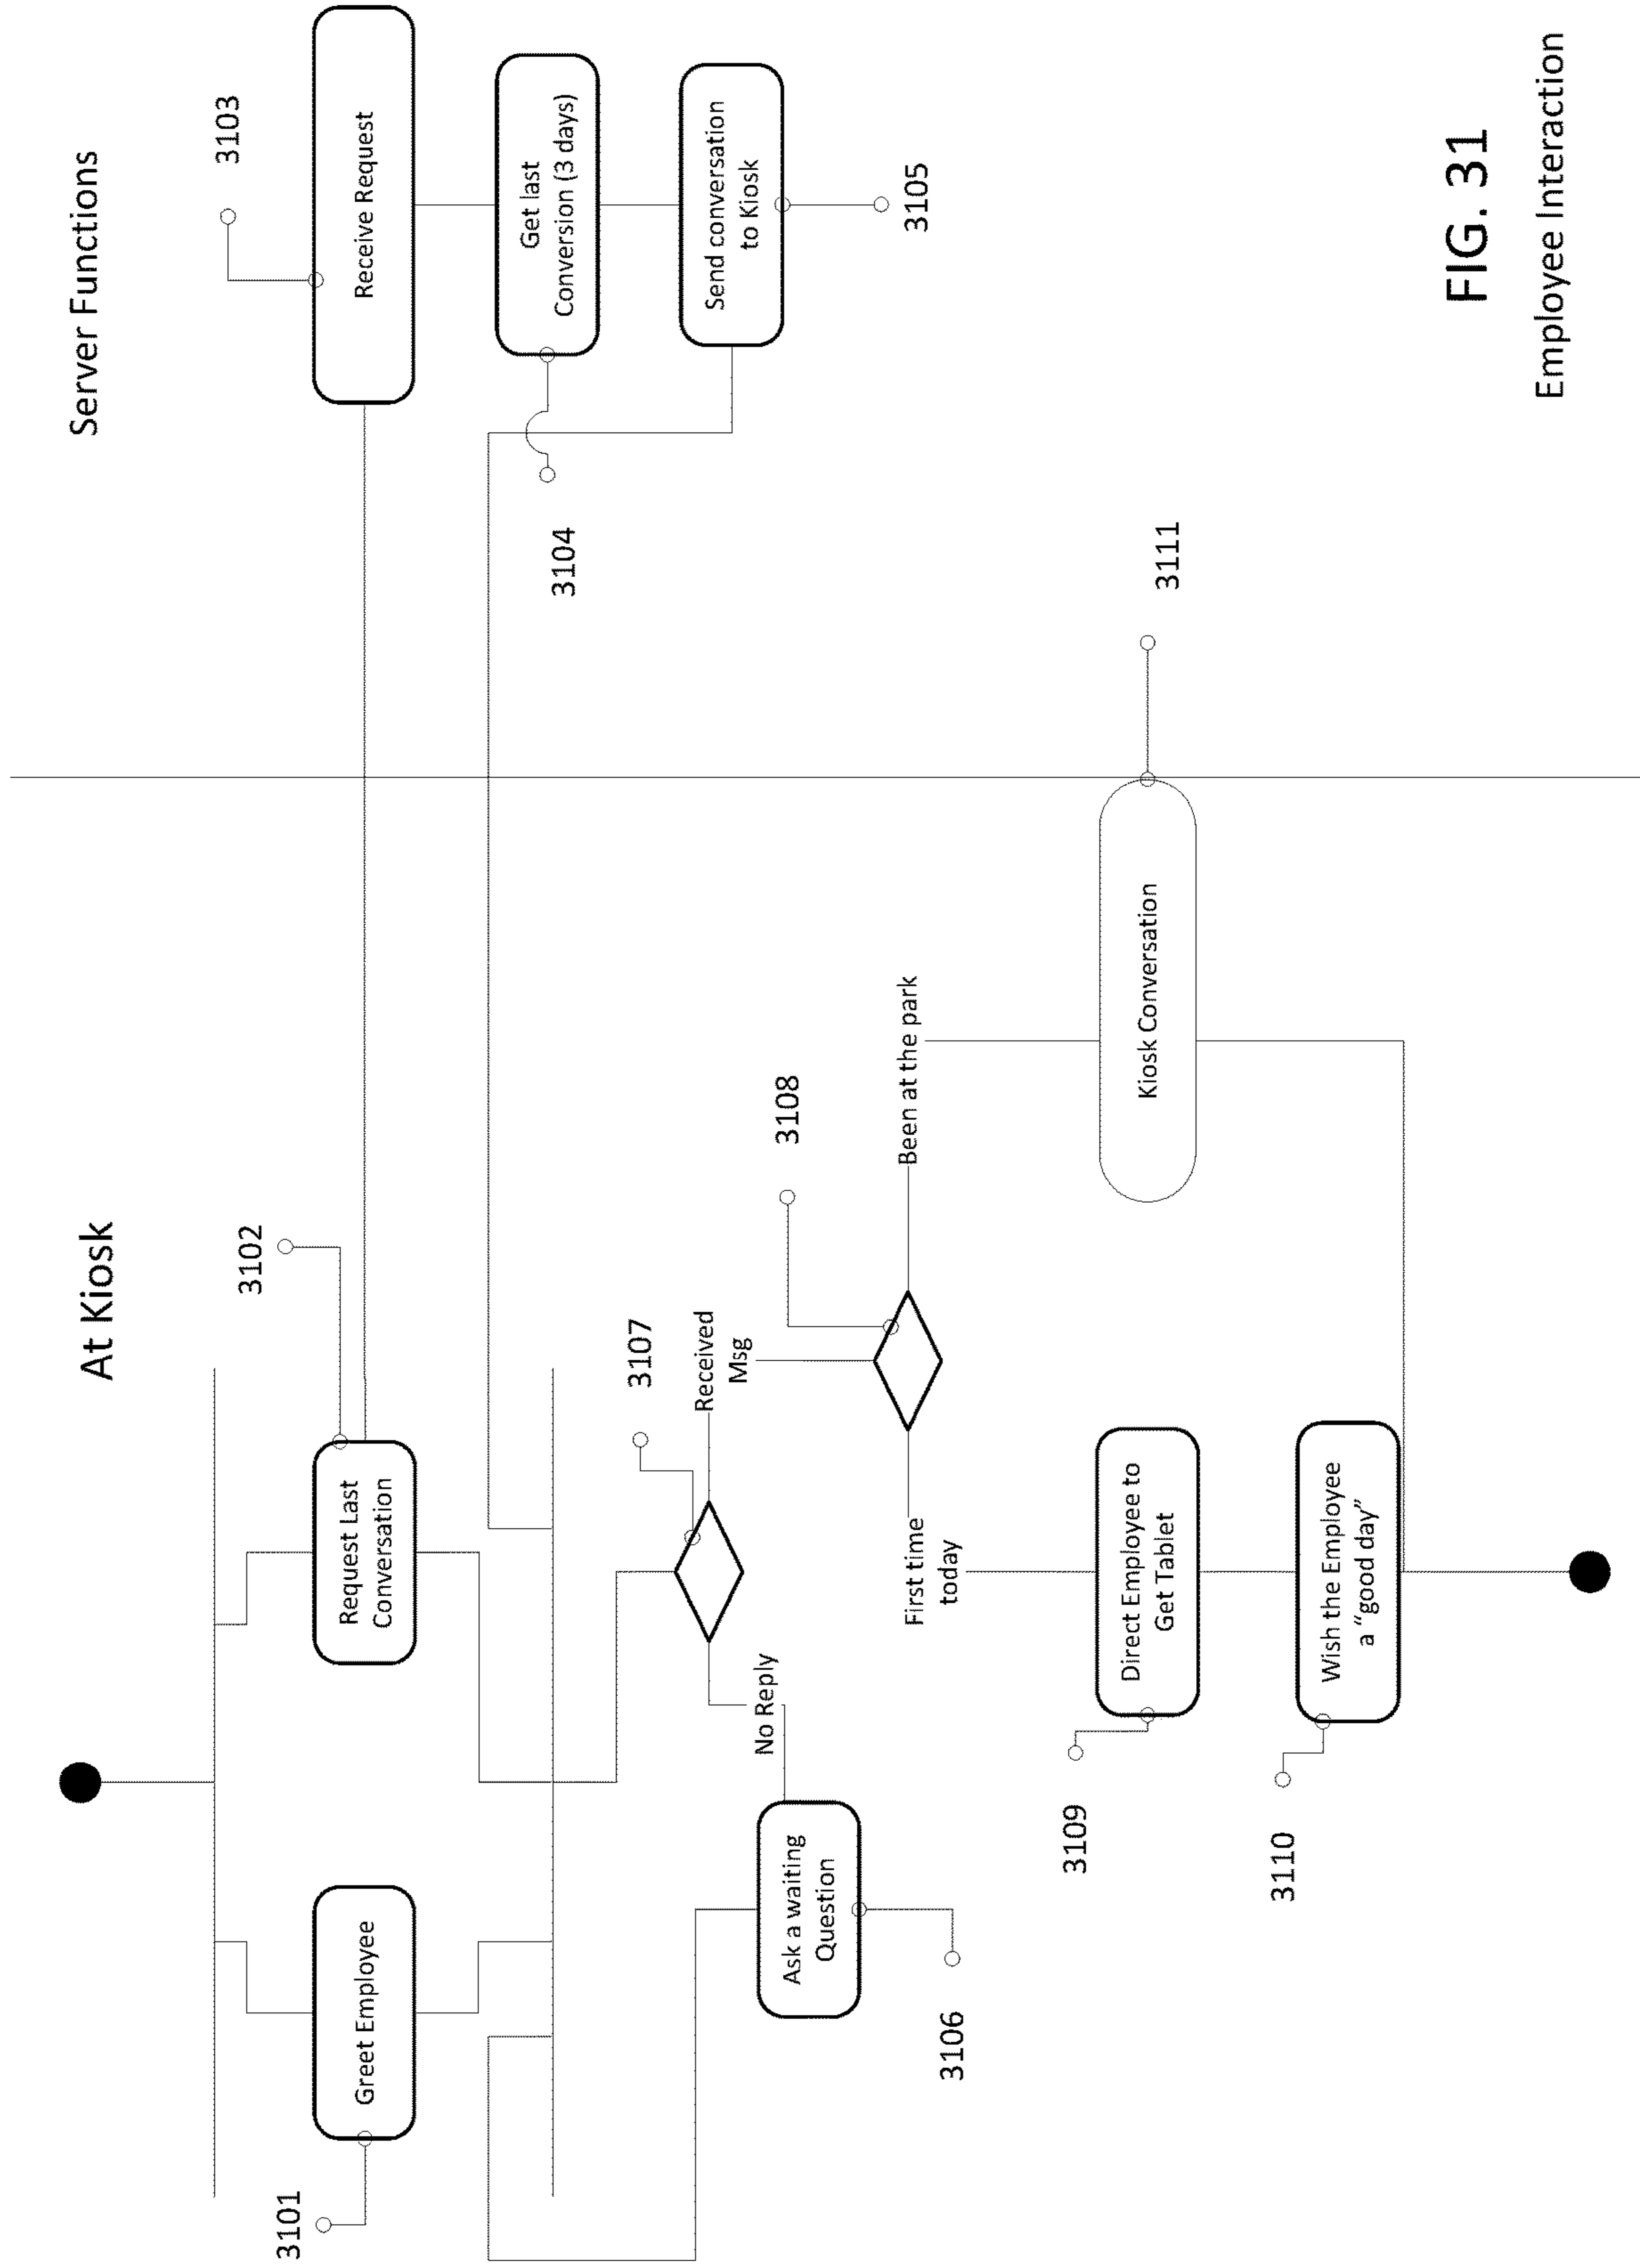 At Kiosk
Server Functions
3101
Greet Employee
3102
Request Last
Conversation
3103
Receive Request
3104
Get last
Conversion (3 days)
Send conversation
to Kiosk
3105
3107
No Reply
Received
Msg
Ask a waiting
Question
3106
3108
First time
today
Been at the park
3109
Direct Employee to
Get Tablet
Kiosk Conversation
3111
3110
Wish the Employee
a “good day”
FIG. 31
Employee Interaction